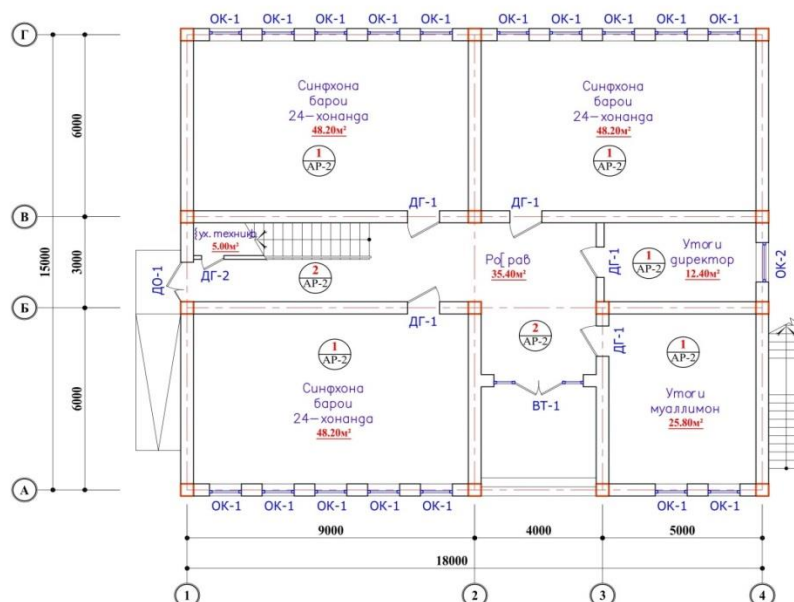 ОК-1 ОК-1 ОК-1 ОК-1 ОК-1 ОК-1 ОК-1 ОК-1 ОК-1 ОК-1
Г
Синфхона
барои
24-хонанда
48.20м²
1
АР-2
Синфхона
барои
24-хонанда
48.20м²
1
АР-2
6000
В
ДГ-1
ДГ-1
ух. техника
5.00м²
ДГ-2
2
АР-2
35.40м²
ДГ-1
1
АР-2
Утоги
директор
12.40м²
ОК-2
15000
3000
ДО-1
Б
ДГ-1
1
АР-2
Синфхона
барои
24-хонанда
48.20м²
2
АР-2
ВТ-1
ДГ-1
1
АР-2
Утоги
муаллимон
25.80м²
6000
А
ОК-1 ОК-1 ОК-1 ОК-1 ОК-1
ОК-1 ОК-1
9000
4000
5000
18000
1
2
3
4